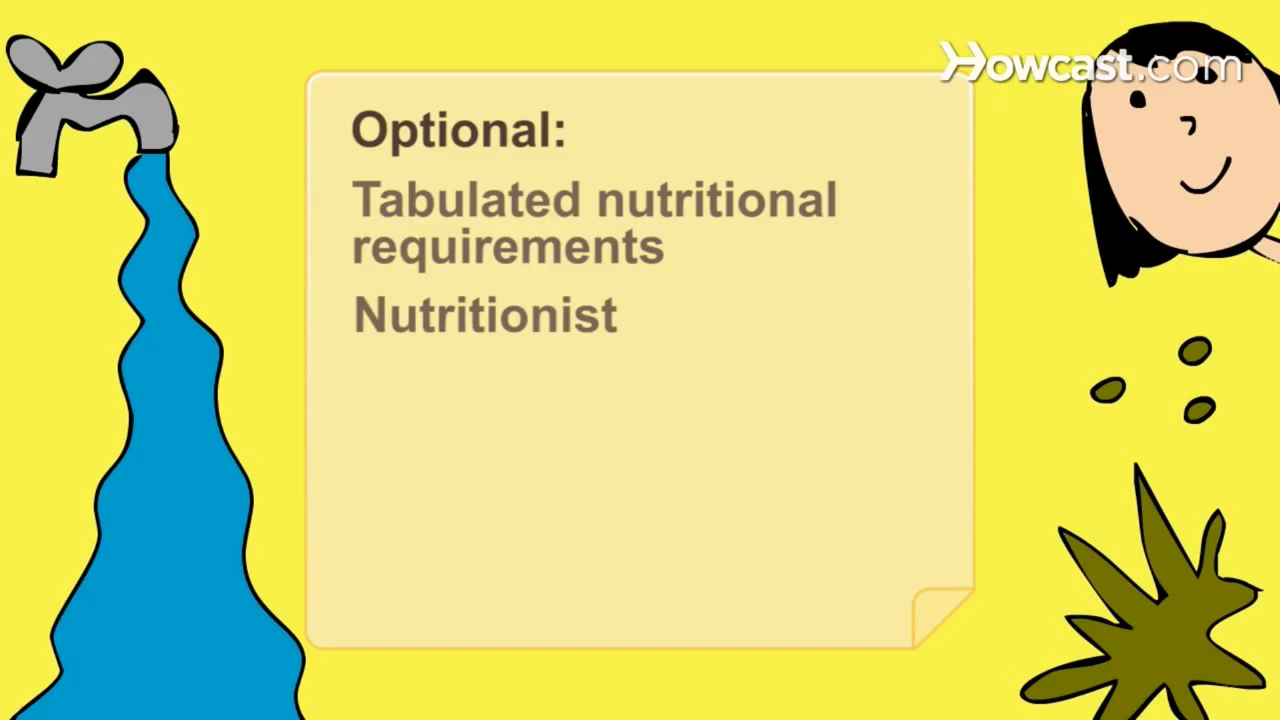 Howcast.com
Optional:
Tabulated nutritional
requirements
Nutritionist